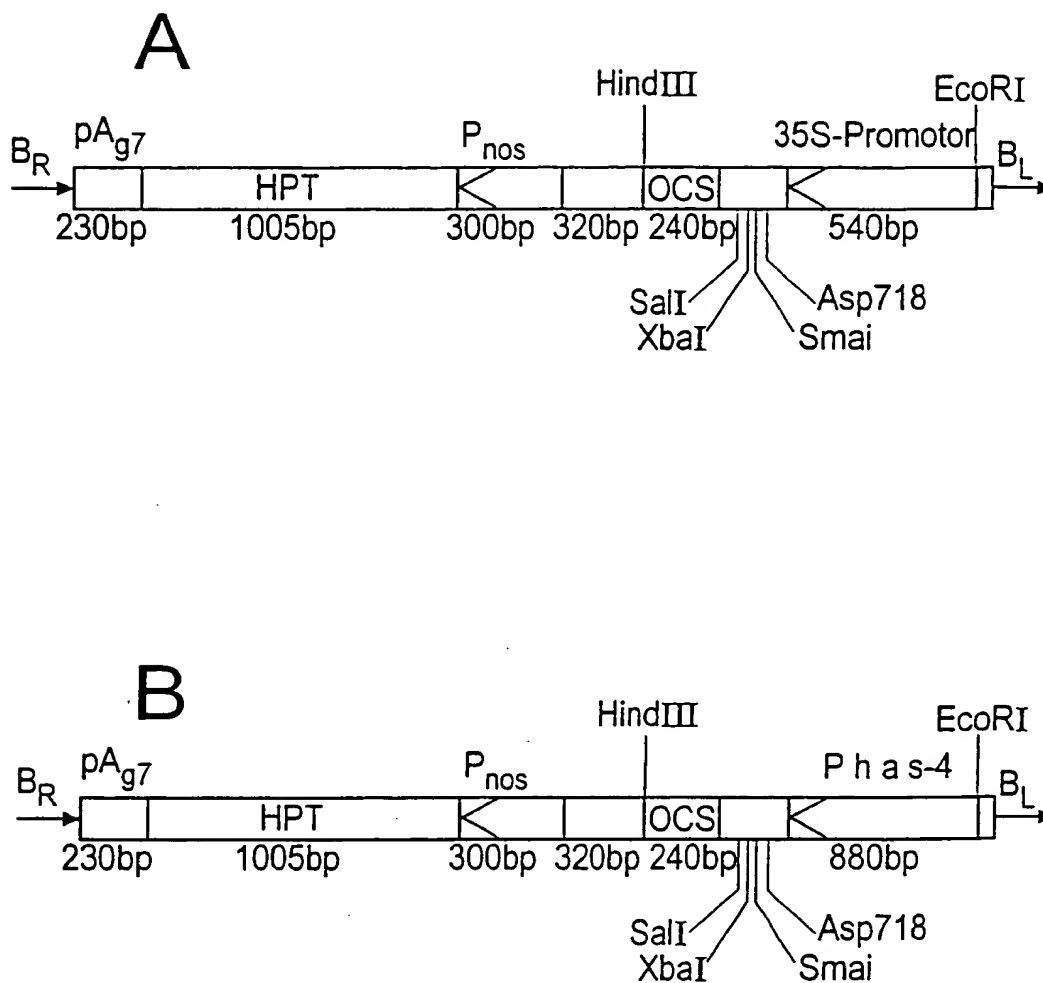 A
HindIII
EcoRI
pAg7
Pnos
35S-Promotor
BR
BL
HPT
OCS
230bp
1005bp
300bp
320bp
240bp
540bp
SalI
Asp718
XbaI
Smai
B
HindIII
EcoRI
pAg7
Pnos
Phas-4
BR
BL
HPT
OCS
230bp
1005bp
300bp
320bp
240bp
880bp
SalI
Asp718
XbaI
Smai